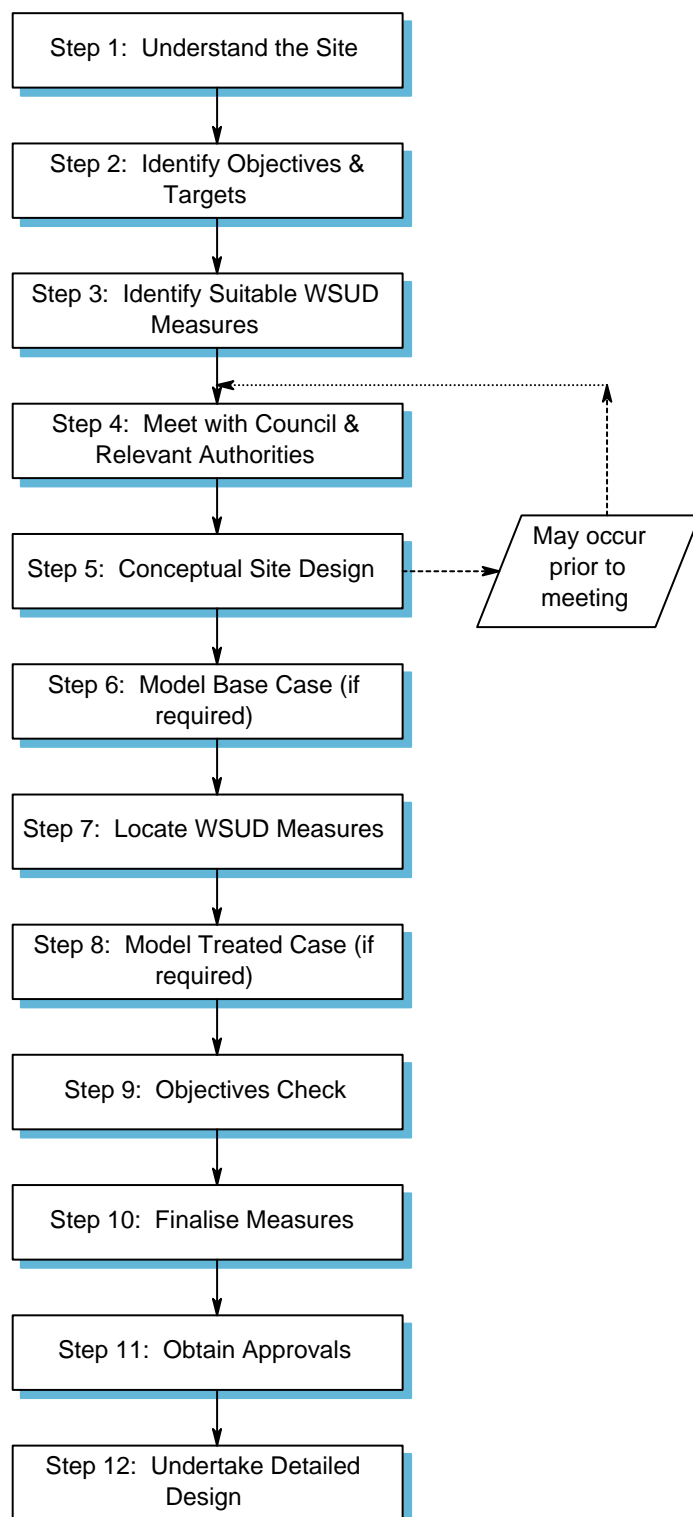 Step 1:  Understand the Site
Step 2:  Identify Objectives &
Targets
Step 3:  Identify Suitable WSUD
Measures
Step 4:  Meet with Council &
Relevant Authorities
Step 5:  Conceptual Site Design
May occur
prior to
meeting
Step 6:  Model Base Case (if
required)
Step 7:  Locate WSUD Measures
Step 8:  Model Treated Case (if
required)
Step 9:  Objectives Check
Step 10:  Finalise Measures
Step 11:  Obtain Approvals
Step 12:  Undertake Detailed
Design